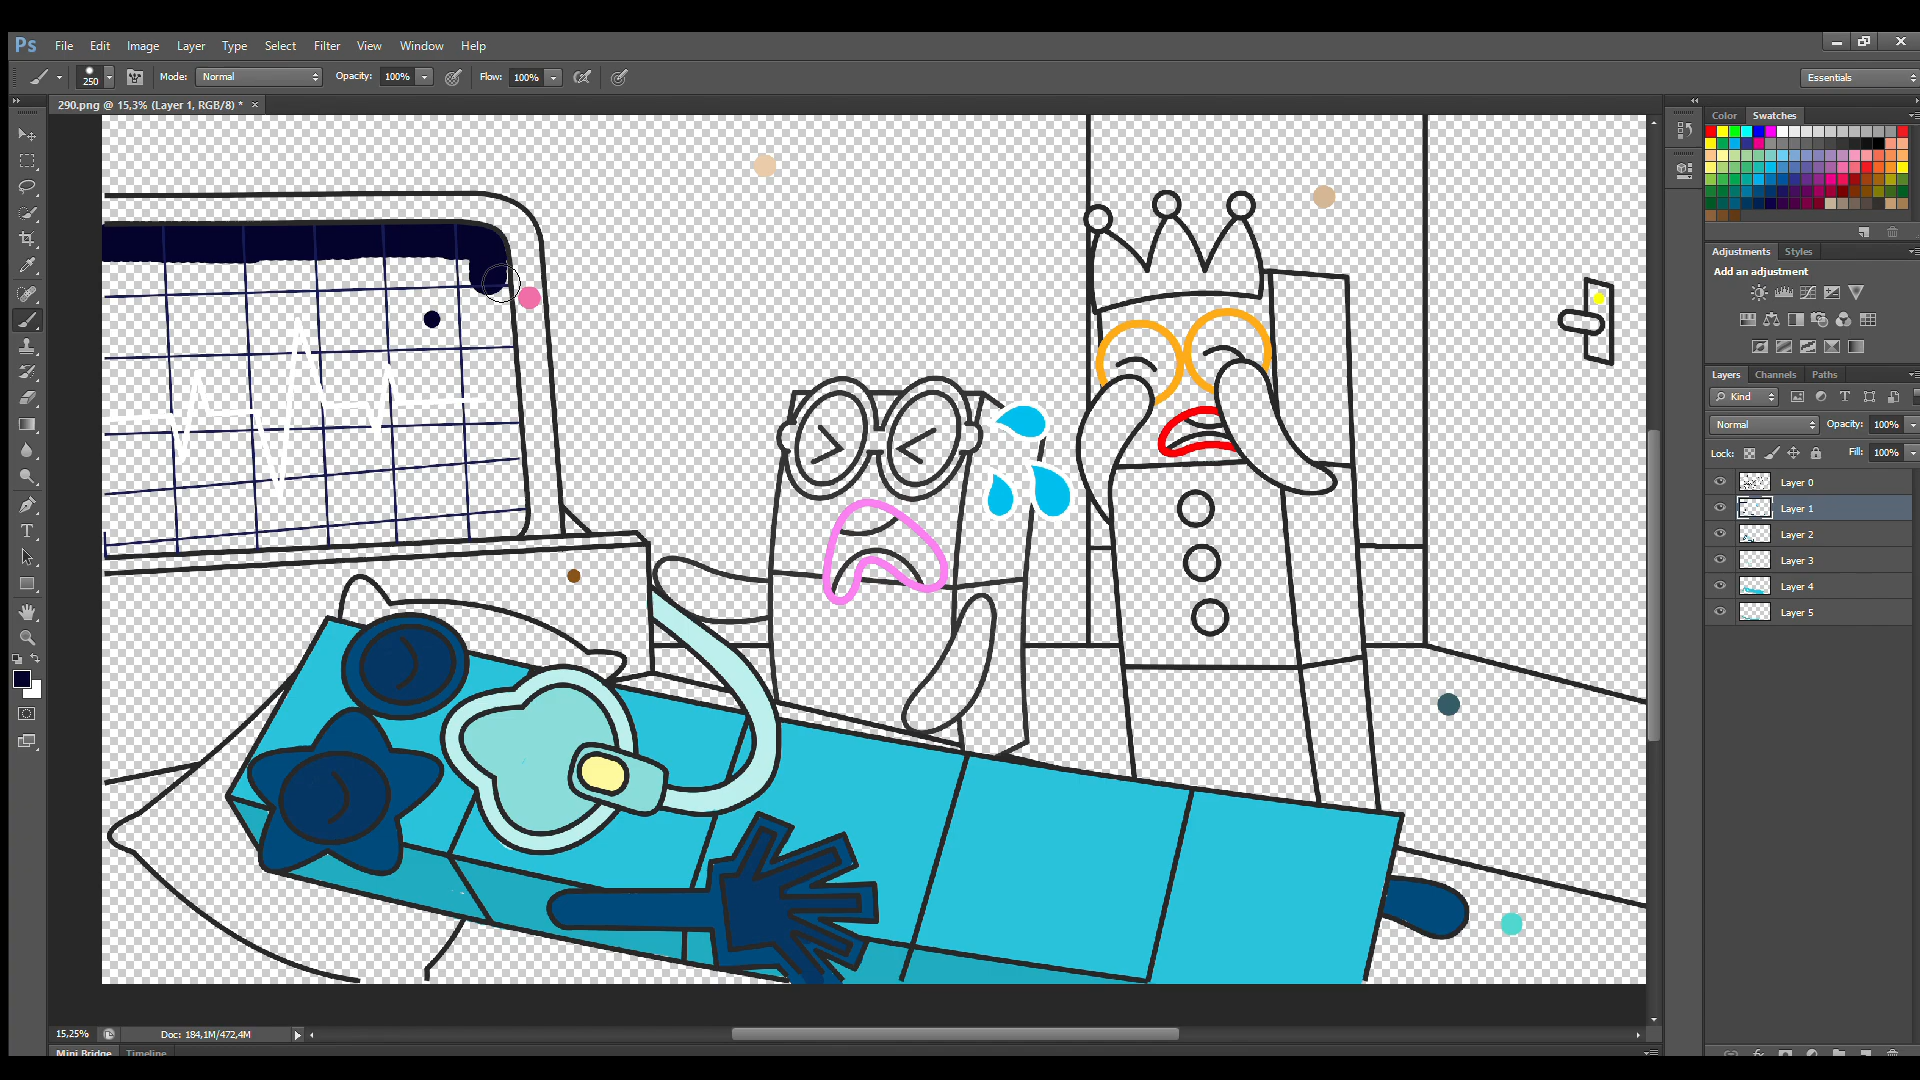 Ps File Edit Image Layer Type Select Filter View Window Help
250 Mode: Normal Opacity: 100% Flow: 100% Essentials
290.png @ 15,3% (Layer 1, RGB/8) * ×
Color Swatches
Adjustments Styles
Add an adjustment
Layers Channels Paths
Kind
Normal Opacity: 100%
Lock: Fill: 100%
Layer 0
Layer 1
Layer 2
Layer 3
Layer 4
Layer 5
15,25% Doc: 184,1M/472,4M
Mini Bridge Timeline